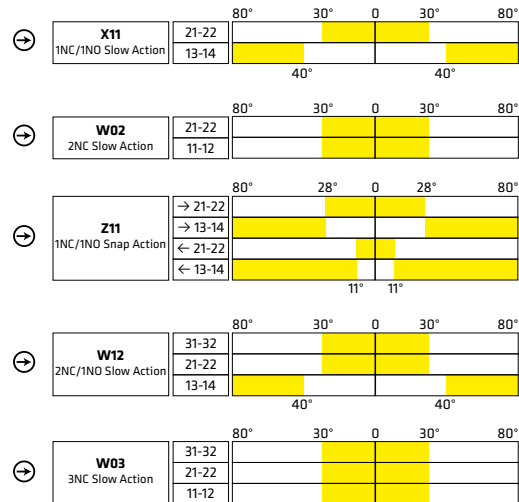 80° 30° 0 30° 80°
X11
1NC/1NO Slow Action
21-22
13-14
40° 40°
80° 30° 0 30° 80°
W02
2NC Slow Action
21-22
11-12
80° 28° 0 28° 80°
Z11
1NC/1NO Snap Action
→ 21-22
→ 13-14
← 21-22
← 13-14
11° 11°
80° 30° 0 30° 80°
W12
2NC/1NO Slow Action
31-32
21-22
13-14
40° 40°
80° 30° 0 30° 80°
W03
3NC Slow Action
31-32
21-22
11-12